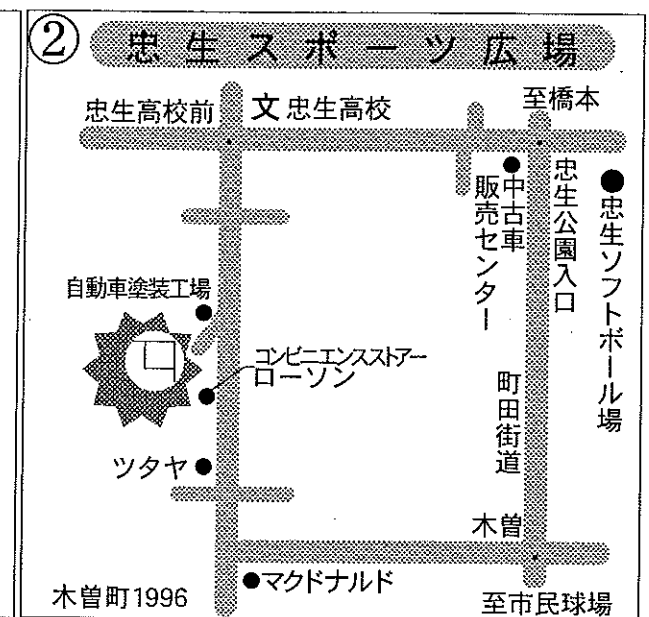 ② 忠生スポーツ広場
忠生高校前
文 忠生高校
至橋本
中古車
販売センター
忠生公園入口
忠生ソフトボール場
自動車塗装工場
コンビニエンスストアー
ローソン
町田街道
ツタヤ
木曽
マクドナルド
木曽町1996
至市民球場